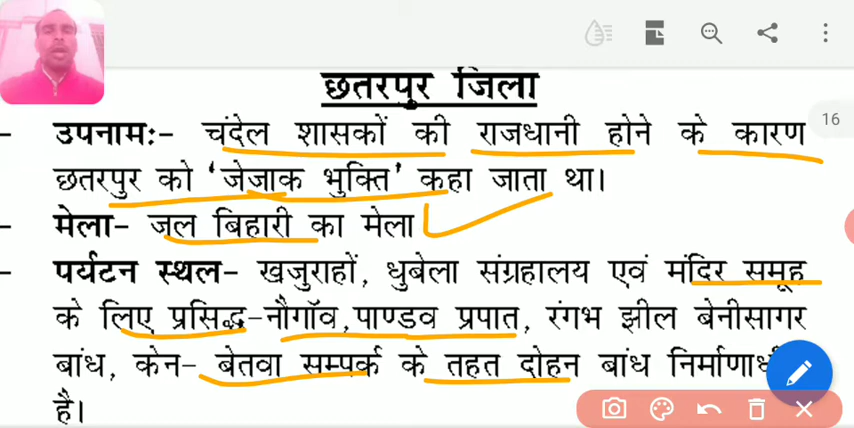 छतरपुर जिला
16
- उपनामः- चंदेल शासकों की राजधानी होने के कारण
छतरपुर को ‘जेजाक भुक्ति’ कहा जाता था।
- मेला- जल बिहारी का मेला
- पर्यटन स्थल- खजुराहों, धुबेला संग्रहालय एवं मंदिर समूह
के लिए प्रसिद्ध-नौगॉव, पाण्डव प्रपात, रंगभ झील बेनीसागर
बांध, केन- बेतवा सम्पर्क के तहत दोहन बांध
है।